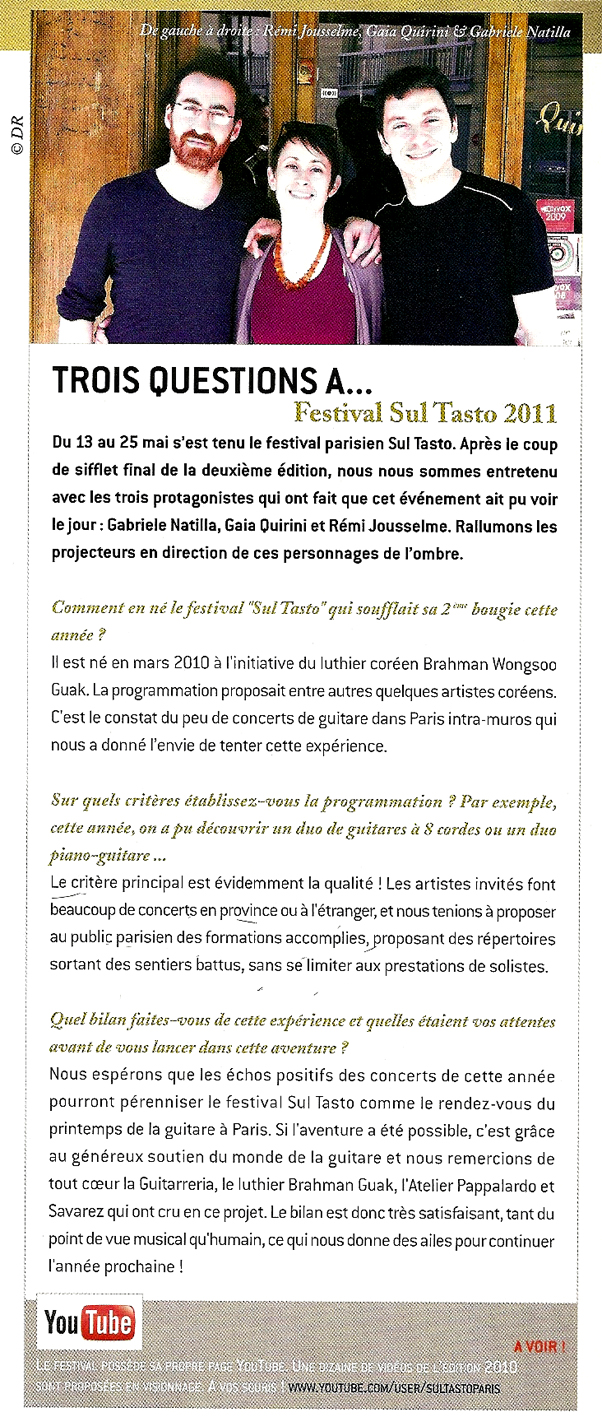 De gauche à droite : Rémi Jousselme, Gaia Quirini & Gabriele Natilla
© DR
Quir
2009
TROIS QUESTIONS A...
Festival Sul Tasto 2011
Du 13 au 25 mai s'est tenu le festival parisien Sul Tasto. Après le coup
de sifflet final de la deuxième édition, nous nous sommes entretenu
avec les trois protagonistes qui ont fait que cet événement ait pu voir
le jour : Gabriele Natilla, Gaia Quirini et Rémi Jousselme. Rallumons les
projecteurs en direction de ces personnages de l'ombre.
Comment en né le festival "Sul Tasto" qui soufflait sa 2ème bougie cette
année ?
Il est né en mars 2010 à l'initiative du luthier coréen Brahman Wongsoo
Guak. La programmation proposait entre autres quelques artistes coréens.
C'est le constat du peu de concerts de guitare dans Paris intra-muros qui
nous a donné l'envie de tenter cette expérience.
Sur quels critères établissez-vous la programmation ? Par exemple,
cette année, on a pu découvrir un duo de guitares à 8 cordes ou un duo
piano-guitare ...
Le critère principal est évidemment la qualité ! Les artistes invités font
beaucoup de concerts en province ou à l'étranger, et nous tenions à proposer
au public parisien des formations accomplies, proposant des répertoires
sortant des sentiers battus, sans se limiter aux prestations de solistes.
Quel bilan faites-vous de cette expérience et quelles étaient vos attentes
avant de vous lancer dans cette aventure ?
Nous espérons que les échos positifs des concerts de cette année
pourront pérenniser le festival Sul Tasto comme le rendez-vous du
printemps de la guitare à Paris. Si l'aventure a été possible, c'est grâce
au généreux soutien du monde de la guitare et nous remercions de
tout cœur la Guitarreria, le luthier Brahman Guak, l'Atelier Pappalardo et
Savarez qui ont cru en ce projet. Le bilan est donc très satisfaisant, tant du
point de vue musical qu'humain, ce qui nous donne des ailes pour continuer
l'année prochaine !
YouTube
A VOIR !
LE FESTIVAL POSSÈDE SA PROPRE PAGE YOUTUBE. UNE DIZAINE DE VIDÉOS DE L'ÉDITION 2010
SONT PROPOSÉES EN VISIONNAGE. A VOS SOURIS ! WWW.YOUTUBE.COM/USER/SULTASTOPARIS